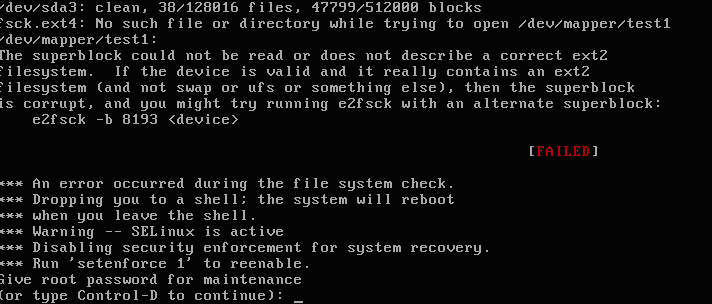 /dev/sda3: clean, 38/128016 files, 47799/512000 blocks
fsck.ext4: No such file or directory while trying to open /dev/mapper/test1
/dev/mapper/test1:
The superblock could not be read or does not describe a correct ext2
filesystem.  If the device is valid and it really contains an ext2
filesystem (and not swap or ufs or something else), then the superblock
is corrupt, and you might try running e2fsck with an alternate superblock:
    e2fsck -b 8193 <device>
[FAILED]
*** An error occurred during the file system check.
*** Dropping you to a shell; the system will reboot
*** when you leave the shell.
*** Warning -- SELinux is active
*** Disabling security enforcement for system recovery.
*** Run 'setenforce 1' to reenable.
Give root password for maintenance
(or type Control-D to continue): _